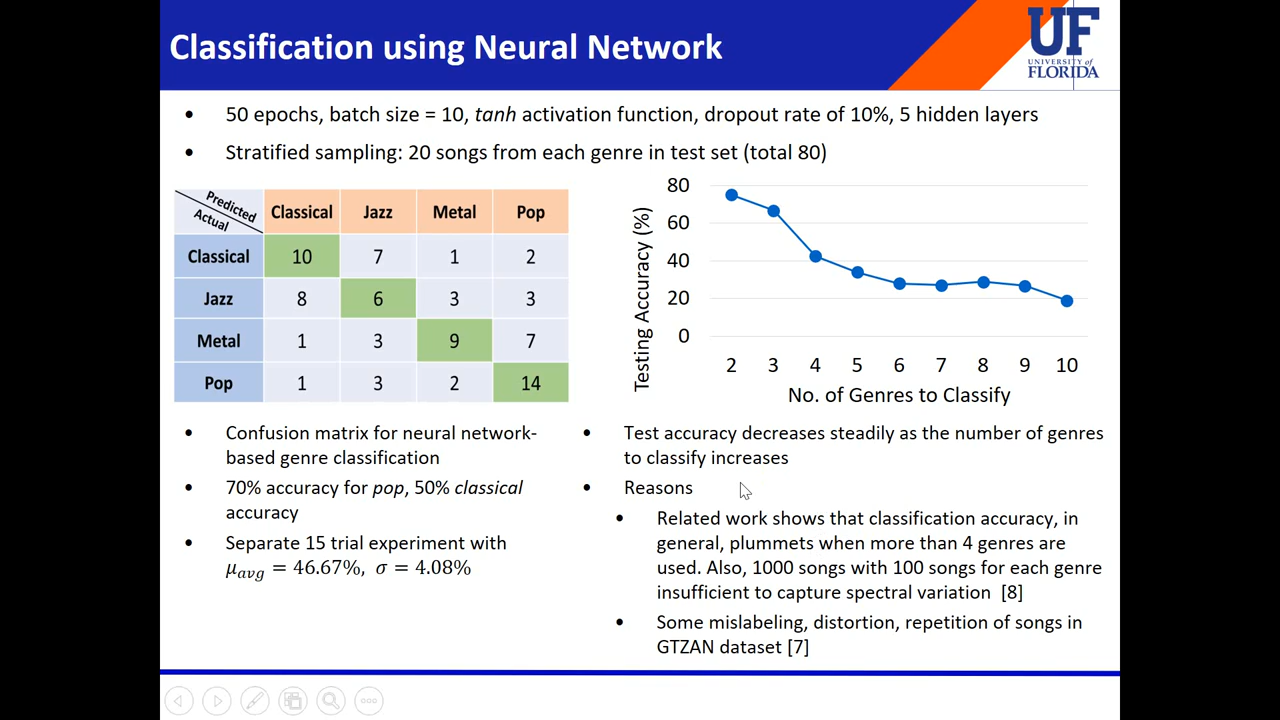 Classification using Neural Network
UF
UNIVERSITY of
FLORIDA
• 50 epochs, batch size = 10, tanh activation function, dropout rate of 10%, 5 hidden layers
• Stratified sampling: 20 songs from each genre in test set (total 80)
Predicted
Actual
Classical Jazz Metal Pop
Classical 10 7 1 2
Jazz 8 6 3 3
Metal 1 3 9 7
Pop 1 3 2 14
Testing Accuracy (%)
80
60
40
20
0
2 3 4 5 6 7 8 9 10
No. of Genres to Classify
• Confusion matrix for neural network-
based genre classification
• 70% accuracy for pop, 50% classical
accuracy
• Separate 15 trial experiment with
μavg = 46.67%, σ = 4.08%
• Test accuracy decreases steadily as the number of genres
to classify increases
• Reasons
• Related work shows that classification accuracy, in
general, plummets when more than 4 genres are
used. Also, 1000 songs with 100 songs for each genre
insufficient to capture spectral variation [8]
• Some mislabeling, distortion, repetition of songs in
GTZAN dataset [7]